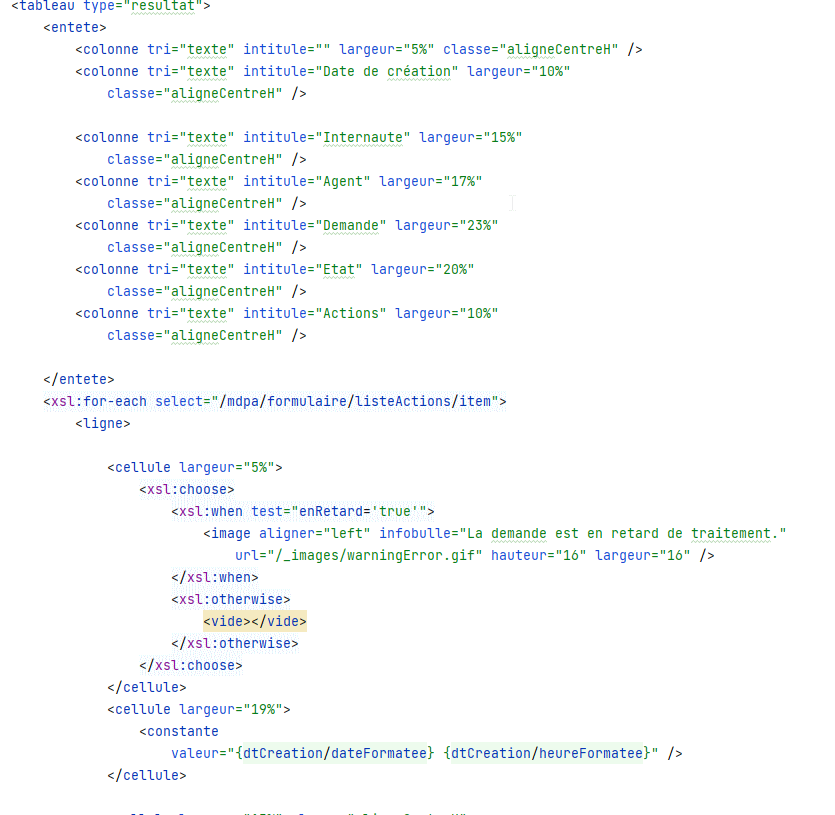 <tableau type="resultat">
<entete>
<colonne tri="texte" intitule="" largeur="5%" classe="aligneCentreH" />
<colonne tri="texte" intitule="Date de création" largeur="10%"
classe="aligneCentreH" />
<colonne tri="texte" intitule="Internaute" largeur="15%"
classe="aligneCentreH" />
<colonne tri="texte" intitule="Agent" largeur="17%"
classe="aligneCentreH" />
<colonne tri="texte" intitule="Demande" largeur="23%"
classe="aligneCentreH" />
<colonne tri="texte" intitule="Etat" largeur="20%"
classe="aligneCentreH" />
<colonne tri="texte" intitule="Actions" largeur="10%"
classe="aligneCentreH" />
</entete>
<xsl:for-each select="/mdpa/formulaire/listeActions/item">
<ligne>
<cellule largeur="5%">
<xsl:choose>
<xsl:when test="enRetard='true'">
<image aligner="left" infobulle="La demande est en retard de traitement."
url="/_images/warningError.gif" hauteur="16" largeur="16" />
</xsl:when>
<xsl:otherwise>
<vide></vide>
</xsl:otherwise>
</xsl:choose>
</cellule>
<cellule largeur="19%">
<constante
valeur="{dtCreation/dateFormatee} {dtCreation/heureFormatee}" />
</cellule>